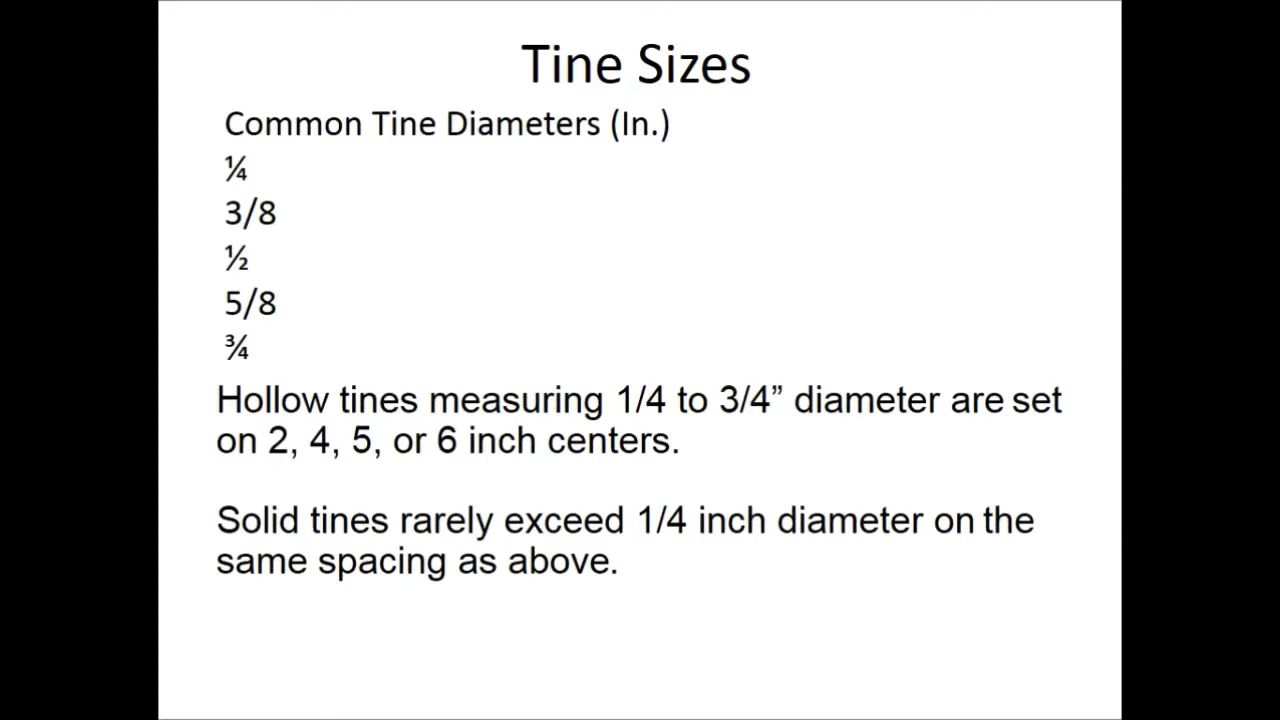 Tine Sizes
Common Tine Diameters (In.)
¼
3/8
½
5/8
¾
Hollow tines measuring 1/4 to 3/4” diameter are set
on 2, 4, 5, or 6 inch centers.
Solid tines rarely exceed 1/4 inch diameter on the
same spacing as above.